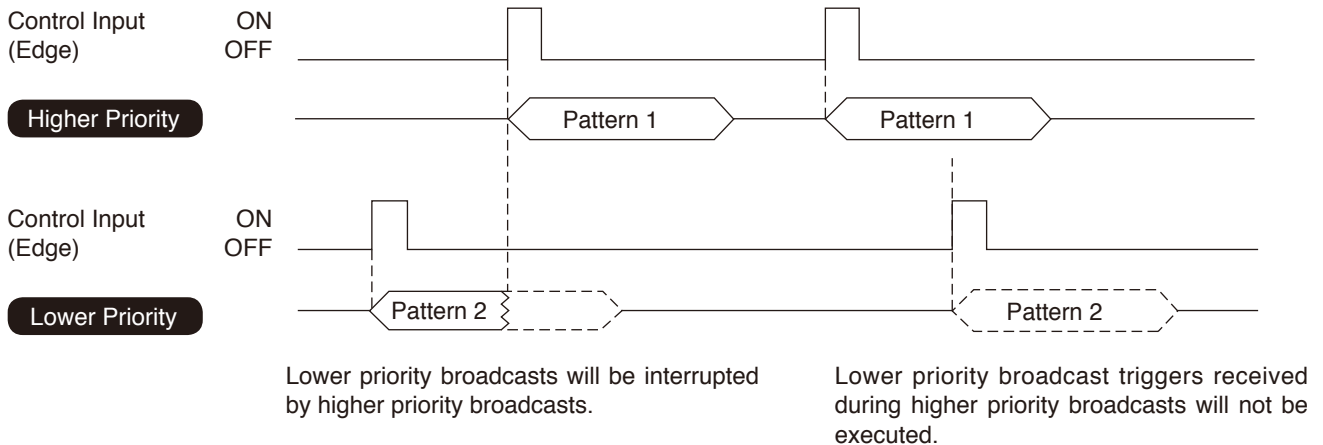 Control Input ON
(Edge) OFF
Higher Priority
Pattern 1
Pattern 1
Control Input ON
(Edge) OFF
Lower Priority
Pattern 2
Pattern 2
Lower priority broadcasts will be interrupted
by higher priority broadcasts.
Lower priority broadcast triggers received
during higher priority broadcasts will not be
executed.